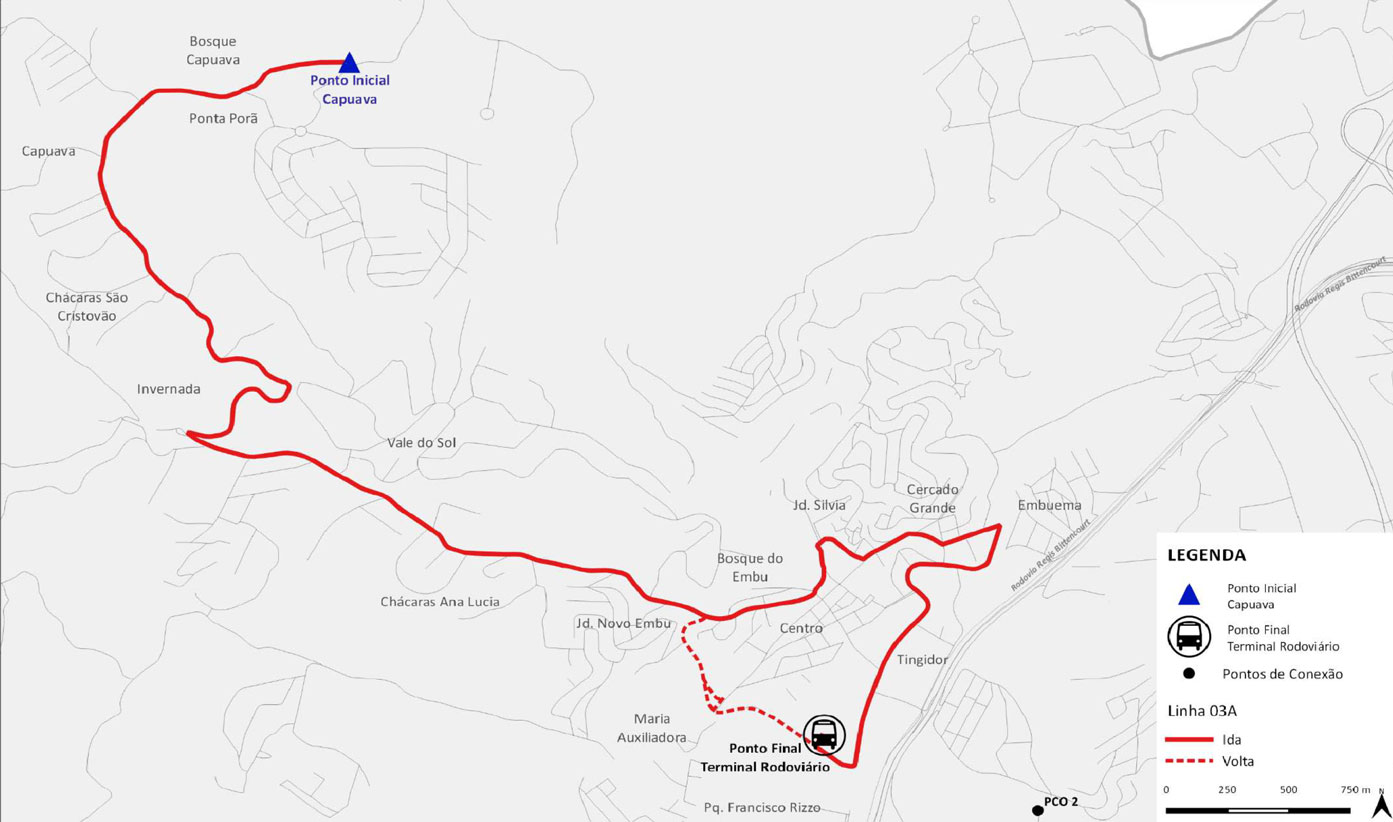 Bosque
Capuava
Ponto Inicial
Capuava
Ponta Porã
Capuava
Chácaras São
Cristovão
Invernada
Vale do Sol
Rodovia Régis Bittencourt
Cercado
Grande
Jd. Silvia
Embuema
Rodovia Régis Bittencourt
Bosque do
Embu
Chácaras Ana Lucia
Jd. Novo Embu
Centro
Tingidor
Maria
Auxiliadora
Ponto Final
Terminal Rodoviário
Pq. Francisco Rizzo
PCO 2
LEGENDA
Ponto Inicial
Capuava
Ponto Final
Terminal Rodoviário
Pontos de Conexão
Linha 03A
Ida
Volta
0 250 500 750 m
N